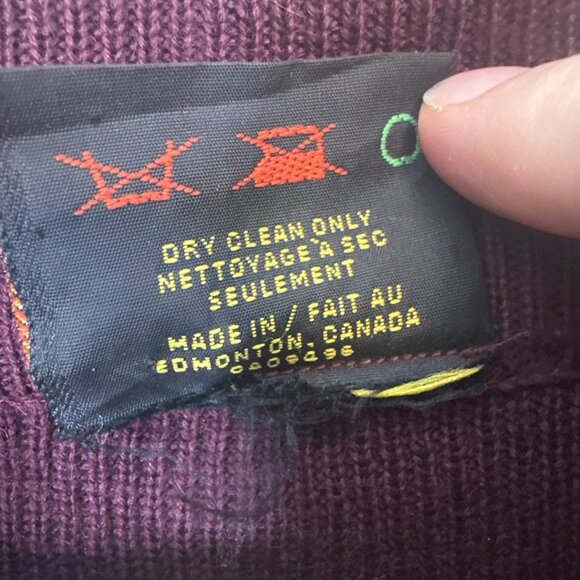 DRY CLEAN ONLY
NETTOYAGE À SEC
SEULEMENT
MADE IN / FAIT AU
EDMONTON, CANADA